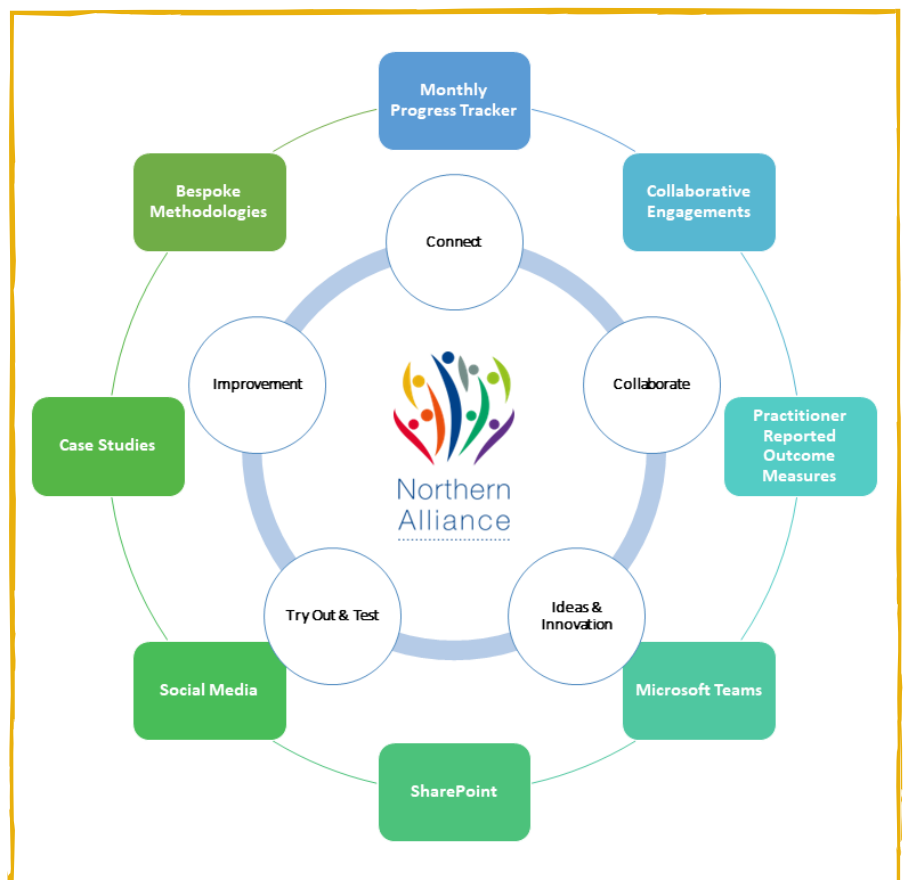 Monthly
Progress Tracker
Collaborative
Engagements
Practitioner
Reported
Outcome
Measures
Microsoft Teams
SharePoint
Social Media
Case Studies
Bespoke
Methodologies
Connect
Collaborate
Ideas &
Innovation
Try Out & Test
Improvement
Northern
Alliance